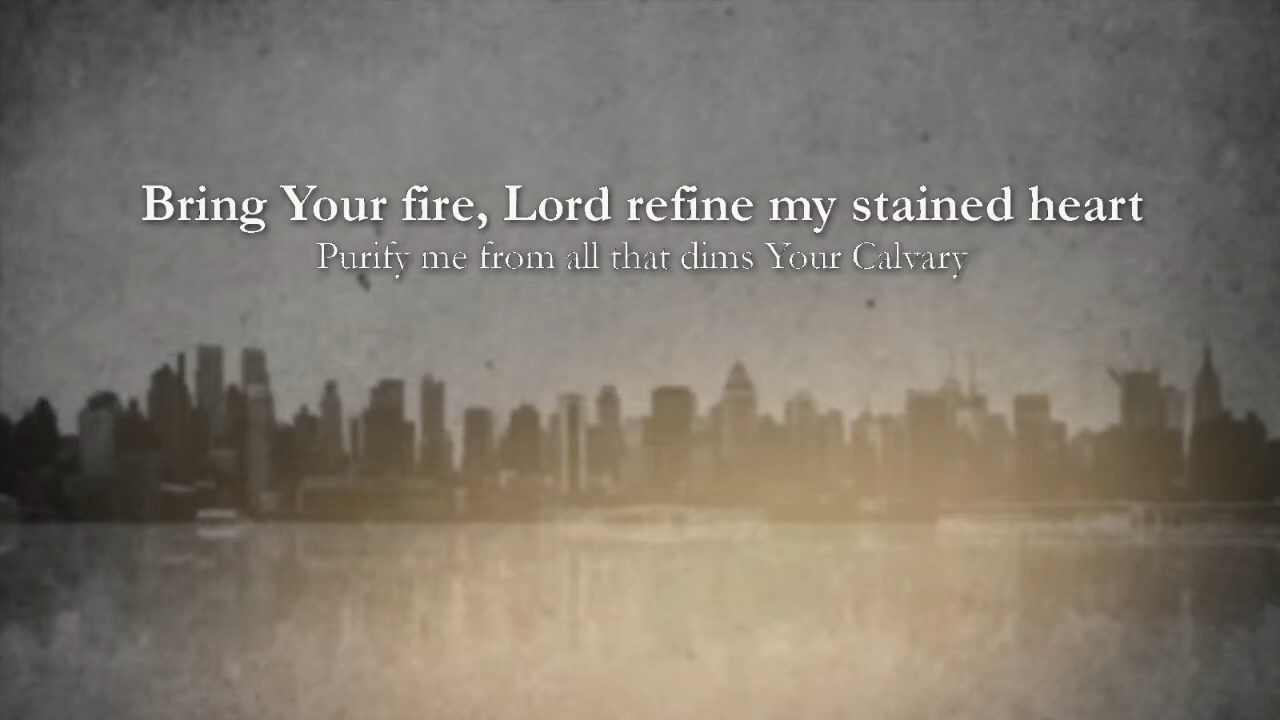 Bring Your fire, Lord refine my stained heart
Purify me from all that dims Your Calvary